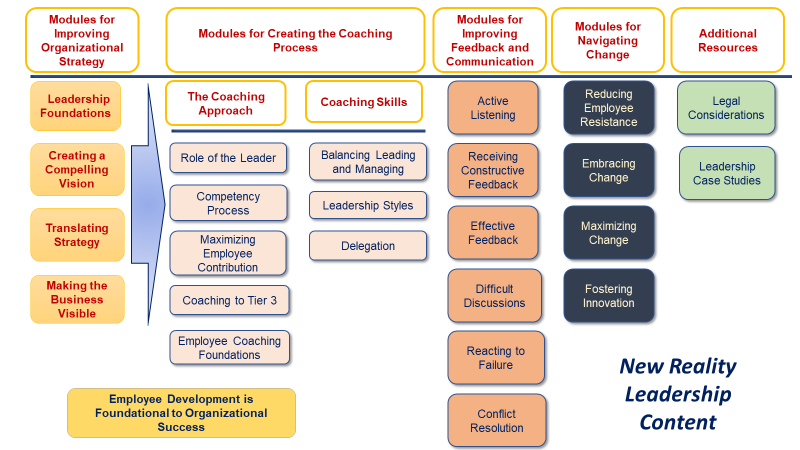 Modules for
Improving
Organizational
Strategy
Modules for Creating the Coaching
Process
Modules for
Improving
Feedback and
Communication
Modules for
Navigating
Change
Additional
Resources
Leadership
Foundations
Creating a
Compelling
Vision
Translating
Strategy
Making the
Business
Visible
The Coaching
Approach
Role of the Leader
Competency
Process
Maximizing
Employee
Contribution
Coaching to Tier 3
Employee Coaching
Foundations
Coaching Skills
Balancing Leading
and Managing
Leadership Styles
Delegation
Active
Listening
Receiving
Constructive
Feedback
Effective
Feedback
Difficult
Discussions
Reacting to
Failure
Conflict
Resolution
Reducing
Employee
Resistance
Embracing
Change
Maximizing
Change
Fostering
Innovation
Legal
Considerations
Leadership
Case Studies
Employee Development is
Foundational to Organizational
Success
New Reality
Leadership
Content